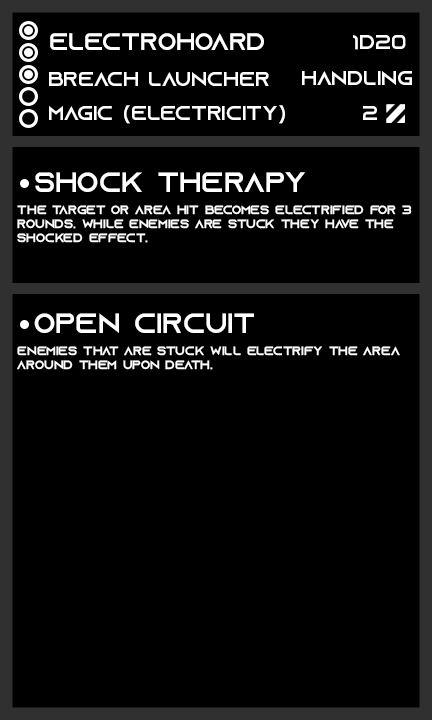 ELECTROHOARD 1D20
BREACH LAUNCHER HANDLING
MAGIC (ELECTRICITY) 2
•SHOCK THERAPY
THE TARGET OR AREA HIT BECOMES ELECTRIFIED FOR 3
ROUNDS. WHILE ENEMIES ARE STUCK THEY HAVE THE
SHOCKED EFFECT.
•OPEN CIRCUIT
ENEMIES THAT ARE STUCK WILL ELECTRIFY THE AREA
AROUND THEM UPON DEATH.